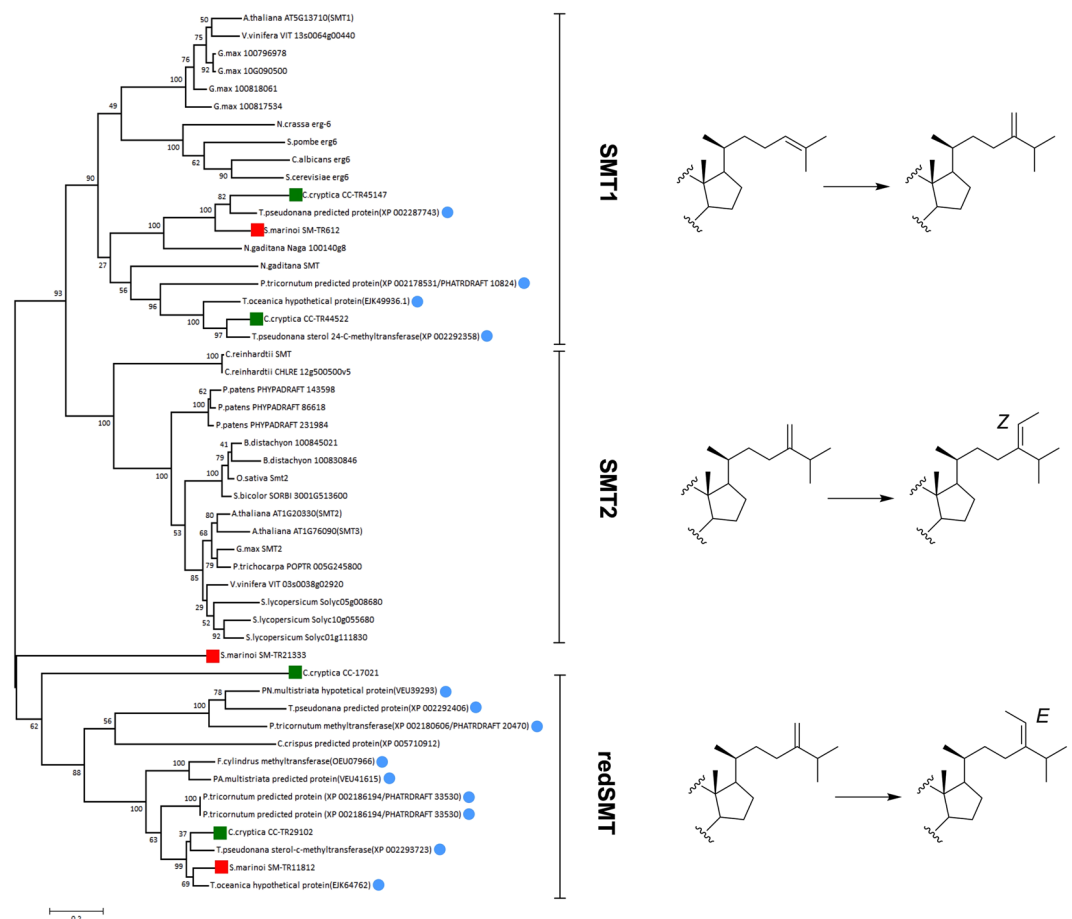 A.thaliana AT5G13710(SMT1)
V.vinifera VIT 13s0064g00440
G.max 100796978
G.max 10G090500
G.max 100818061
G.max 100817534
N.crassa erg-6
S.pombe erg6
C.albicans erg6
S.cerevisiae erg6
C.cryptica CC-TR45147
T.pseudonana predicted protein(XP 002287743)
S.marinoi SM-TR612
N.gaditana Naga 100140g8
N.gaditana SMT
P.tricornutum predicted protein(XP 002178531/PHATRDRAFT 10824)
T.oceanica hypothetical protein(EJK49936.1)
C.cryptica CC-TR44522
T.pseudonana sterol 24-C-methyltransferase(XP 002292358)
C.reinhardtii SMT
C.reinhardtii CHLRE 12g500500v5
P.patens PHYPADRAFT 143598
P.patens PHYPADRAFT 86618
P.patens PHYPADRAFT 231984
B.distachyon 100845021
B.distachyon 100830846
O.sativa Smt2
S.bicolor SORBI 3001G513600
A.thaliana AT1G20330(SMT2)
A.thaliana AT1G76090(SMT3)
G.max SMT2
P.trichocarpa POPTR 005G245800
V.vinifera VIT 03s0038g02920
S.lycopersicum Solyc05g008680
S.lycopersicum Solyc10g055680
S.lycopersicum Solyc01g111830
S.marinoi SM-TR21333
C.cryptica CC-17021
PN.multistriata hypotetical protein(VEU39293)
T.pseudonana predicted protein(XP 002292406)
P.tricornutum methyltransferase(XP 002180606/PHATRDRAFT 20470)
C.crispus predicted protein(XP 005710912)
F.cylindrus methyltransferase(OEU07966)
PA.multistriata predicted protein(VEU41615)
P.tricornutum predicted protein (XP 002186194/PHATRDRAFT 33530)
P.tricornutum predicted protein (XP 002186194/PHATRDRAFT 33530)
C.cryptica CC-TR29102
T.pseudonana sterol-c-methyltransferase(XP 002293723)
S.marinoi SM-TR11812
T.oceanica hypothetical protein(EJK64762)
50
75
92
76
100
49
100
62
90
90
82
100
100
27
56
96
100
97
93
100
100
62
100
100
41
79
100
53
80
68
79
85
29
52
92
78
100
56
62
88
100
100
100
63
37
99
69
0.2
SMT1
SMT2
Z
redSMT
E